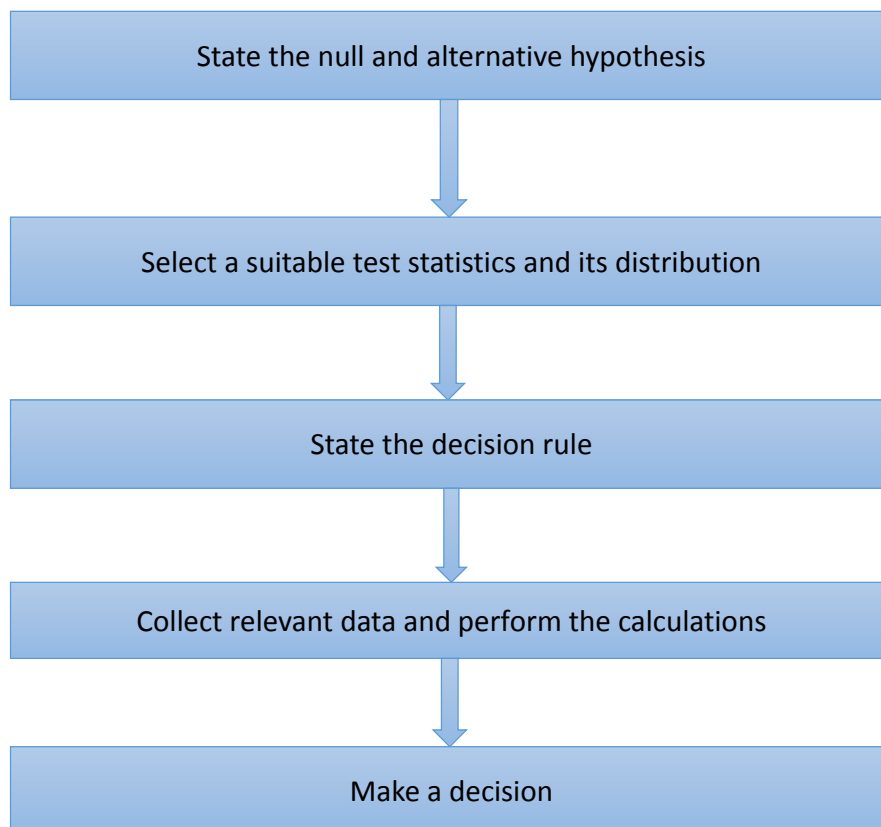 State the null and alternative hypothesis
Select a suitable test statistics and its distribution
State the decision rule
Collect relevant data and perform the calculations
Make a decision